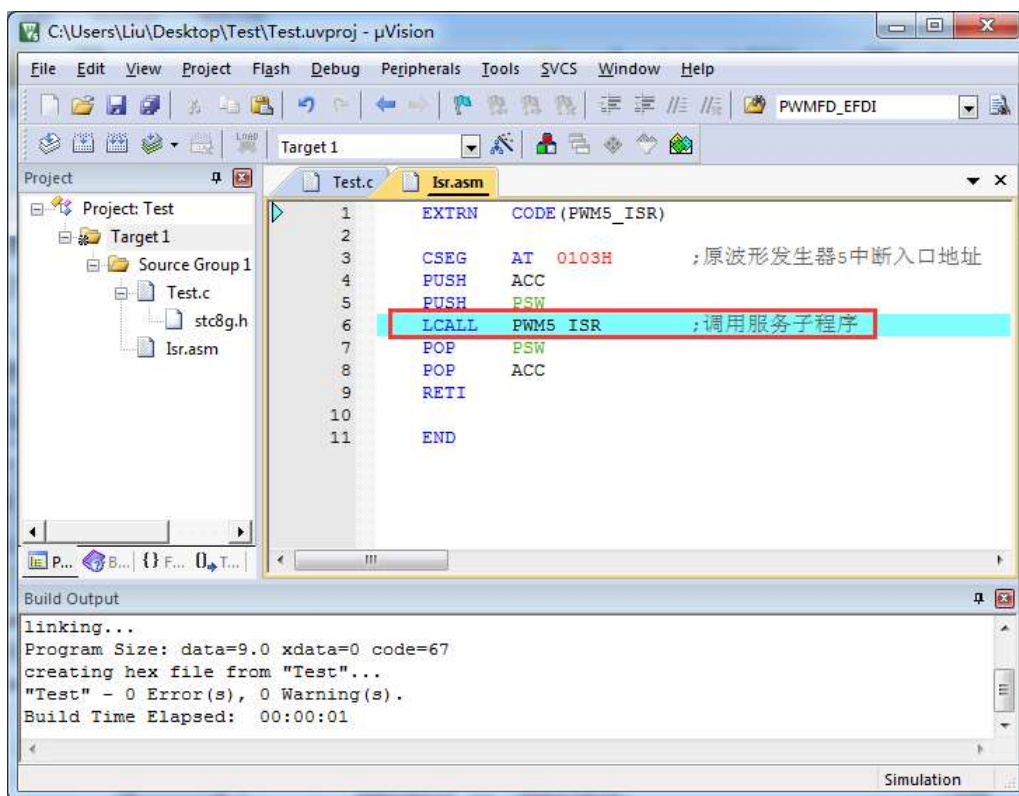 C:\Users\Liu\Desktop\Test\Test.uvproj - µVision
File Edit View Project Flash Debug Peripherals Tools SVCS Window Help
PWMFD_EFDI
LOAD Target 1
Project
Test.c Isr.asm
Project: Test
Target 1
Source Group 1
Test.c
stc8g.h
Isr.asm
1 EXTRN CODE(PWM5_ISR)
2
3 CSEG AT 0103H ;原波形发生器5中断入口地址
4 PUSH ACC
5 PUSH PSW
6 LCALL PWM5_ISR ;调用服务子程序
7 POP PSW
8 POP ACC
9 RETI
10
11 END
P... B... {} F... 0 T...
Build Output
linking...
Program Size: data=9.0 xdata=0 code=67
creating hex file from "Test"...
"Test" - 0 Error(s), 0 Warning(s).
Build Time Elapsed: 00:00:01
Simulation